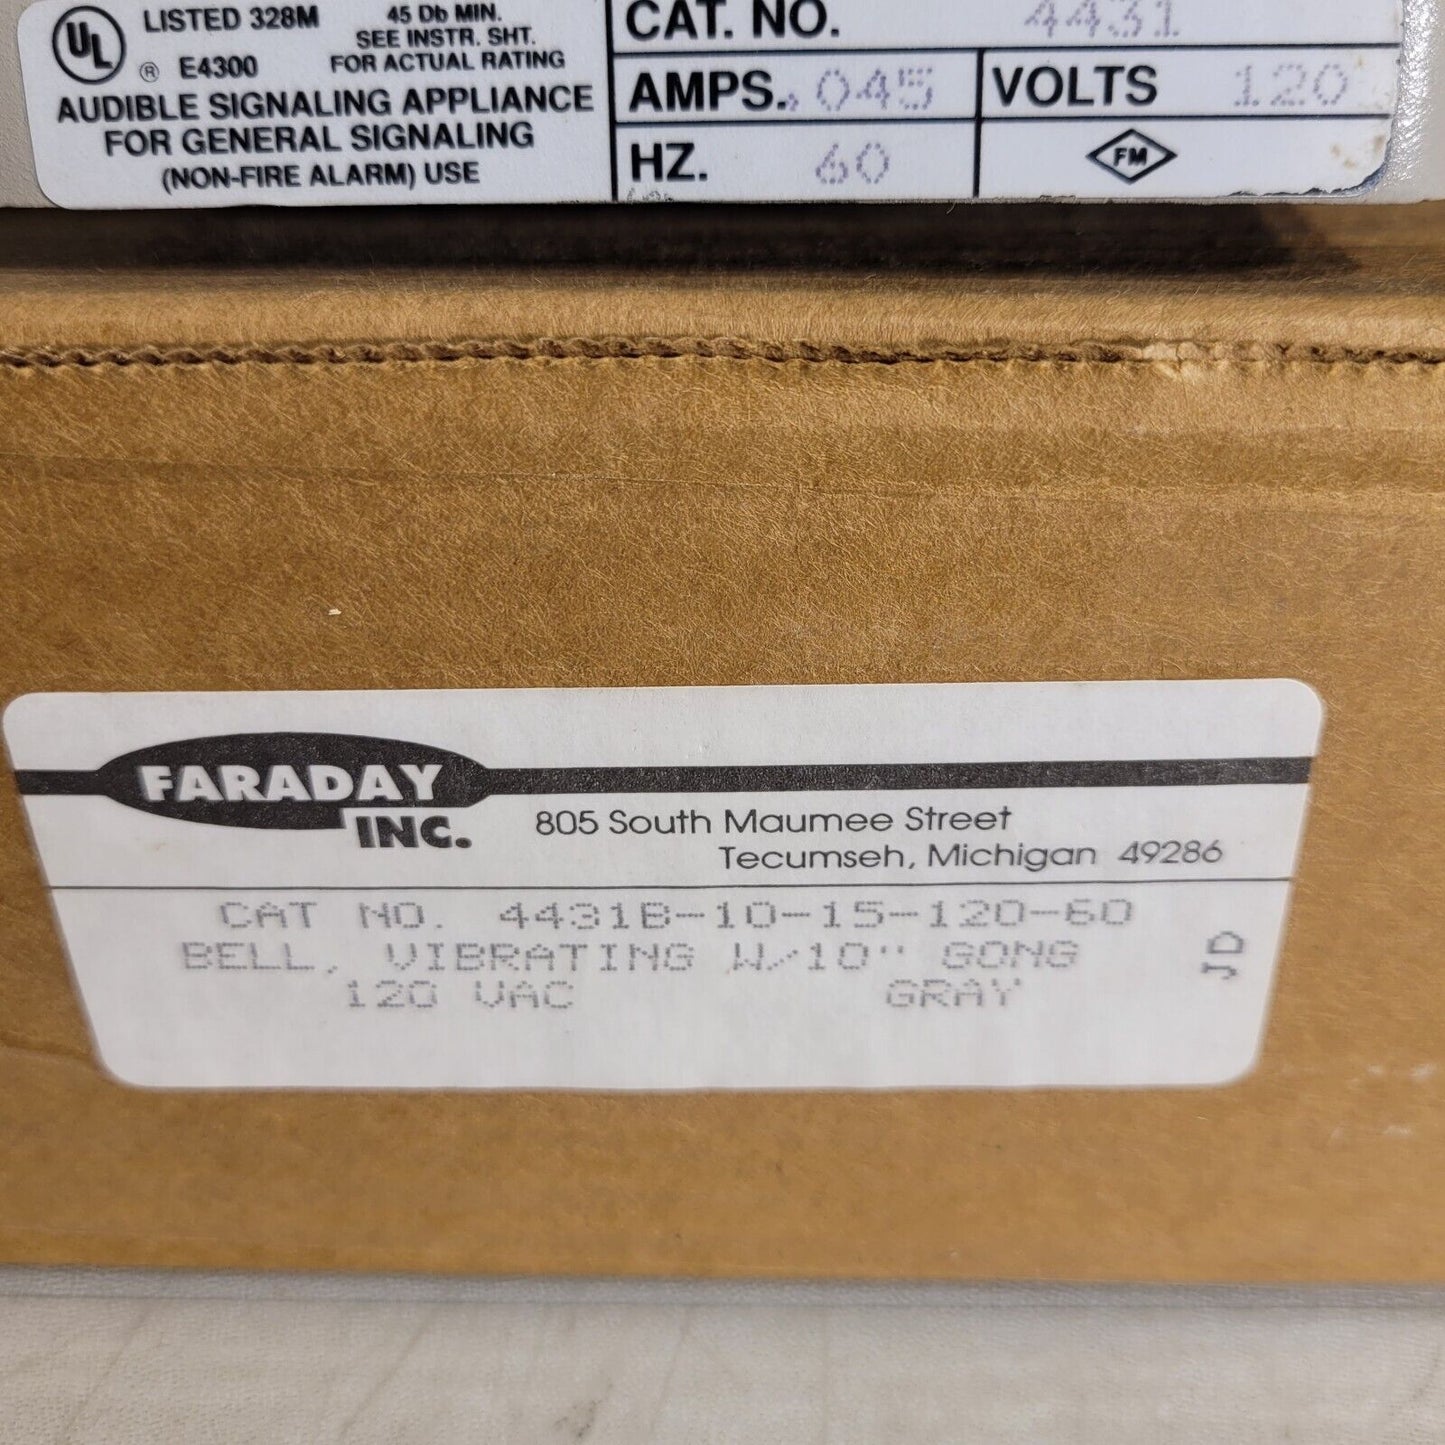 UL
®
LISTED 328M
E4300
45 Db MIN.
SEE INSTR. SHT.
FOR ACTUAL RATING
AUDIBLE SIGNALING APPLIANCE
FOR GENERAL SIGNALING
(NON-FIRE ALARM) USE
CAT. NO. 4431
AMPS. .045 VOLTS 120
HZ. 60 FM
FARADAY
INC.
805 South Maumee Street
Tecumseh, Michigan 49286
CAT NO. 4431B-10-15-120-60
BELL, VIBRATING W/10" GONG
120 VAC GRAY
JD